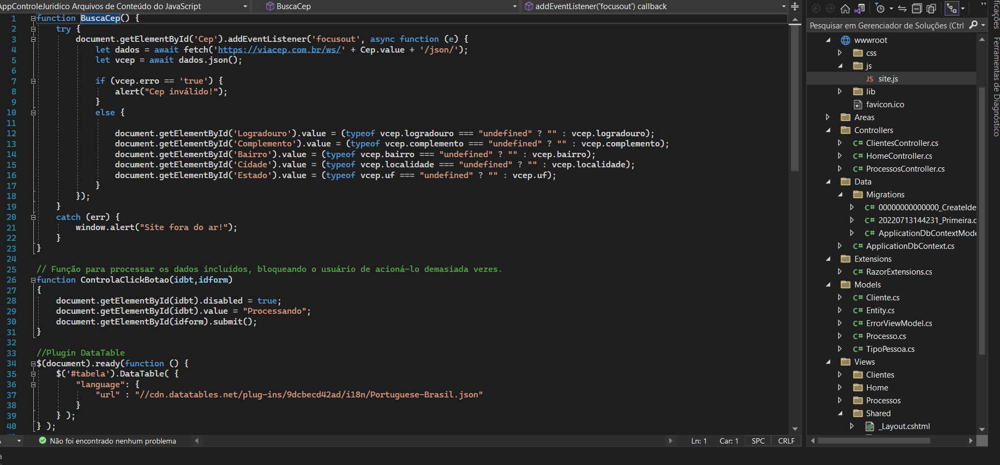 AppControleJuridico Arquivos de Conteúdo do JavaScript
BuscaCep
addEventListener('focusout') callback
1 function BuscaCep() {
2 try {
3 document.getElementById('Cep').addEventListener('focusout', async function (e) {
4 let dados = await fetch('https://viacep.com.br/ws/' + Cep.value + '/json/');
5 let vcep = await dados.json();
6
7 if (vcep.erro == 'true') {
8 alert("Cep inválido!");
9 }
10 else {
11
12 document.getElementById('Logradouro').value = (typeof vcep.logradouro === "undefined" ? "" : vcep.logradouro);
13 document.getElementById('Complemento').value = (typeof vcep.complemento === "undefined" ? "" : vcep.complemento);
14 document.getElementById('Bairro').value = (typeof vcep.bairro === "undefined" ? "" : vcep.bairro);
15 document.getElementById('Cidade').value = (typeof vcep.localidade === "undefined" ? "" : vcep.localidade);
16 document.getElementById('Estado').value = (typeof vcep.uf === "undefined" ? "" : vcep.uf);
17 }
18 });
19 }
20 catch (err) {
21 window.alert("Site fora do ar!");
22 }
23 }
24
25 // Função para processar os dados incluídos, bloqueando o usuário de acioná-lo demasiada vezes.
26 function ControlaClickBotao(idbt,idform)
27 {
28 document.getElementById(idbt).disabled = true;
29 document.getElementById(idbt).value = "Processando";
30 document.getElementById(idform).submit();
31 }
32
33 //Plugin DataTable
34 $(document).ready(function () {
35 $('#tabela').DataTable( {
36 "language": {
37 "url" : "//cdn.datatables.net/plug-ins/9dcbecd42ad/i18n/Portuguese-Brasil.json"
38 }
39 } );
40 } );
Não foi encontrado nenhum problema
Ln: 1
Car: 1
SPC
CRLF
Pesquisar em Gerenciador de Soluções (Ctrl
wwwroot
css
js
JS site.js
lib
favicon.ico
Areas
Controllers
C# ClientesController.cs
C# HomeController.cs
C# ProcessosController.cs
Data
Migrations
C# 00000000000000_CreateIde
C# 20220713144231_Primeira.c
C# ApplicationDbContextMode
C# ApplicationDbContext.cs
Extensions
C# RazorExtensions.cs
Models
C# Cliente.cs
C# Entity.cs
C# ErrorViewModel.cs
C# Processo.cs
C# TipoPessoa.cs
Views
Clientes
Home
Processos
Shared
_Layout.cshtml
ficações
Ferramentas de Diagnóstico
a